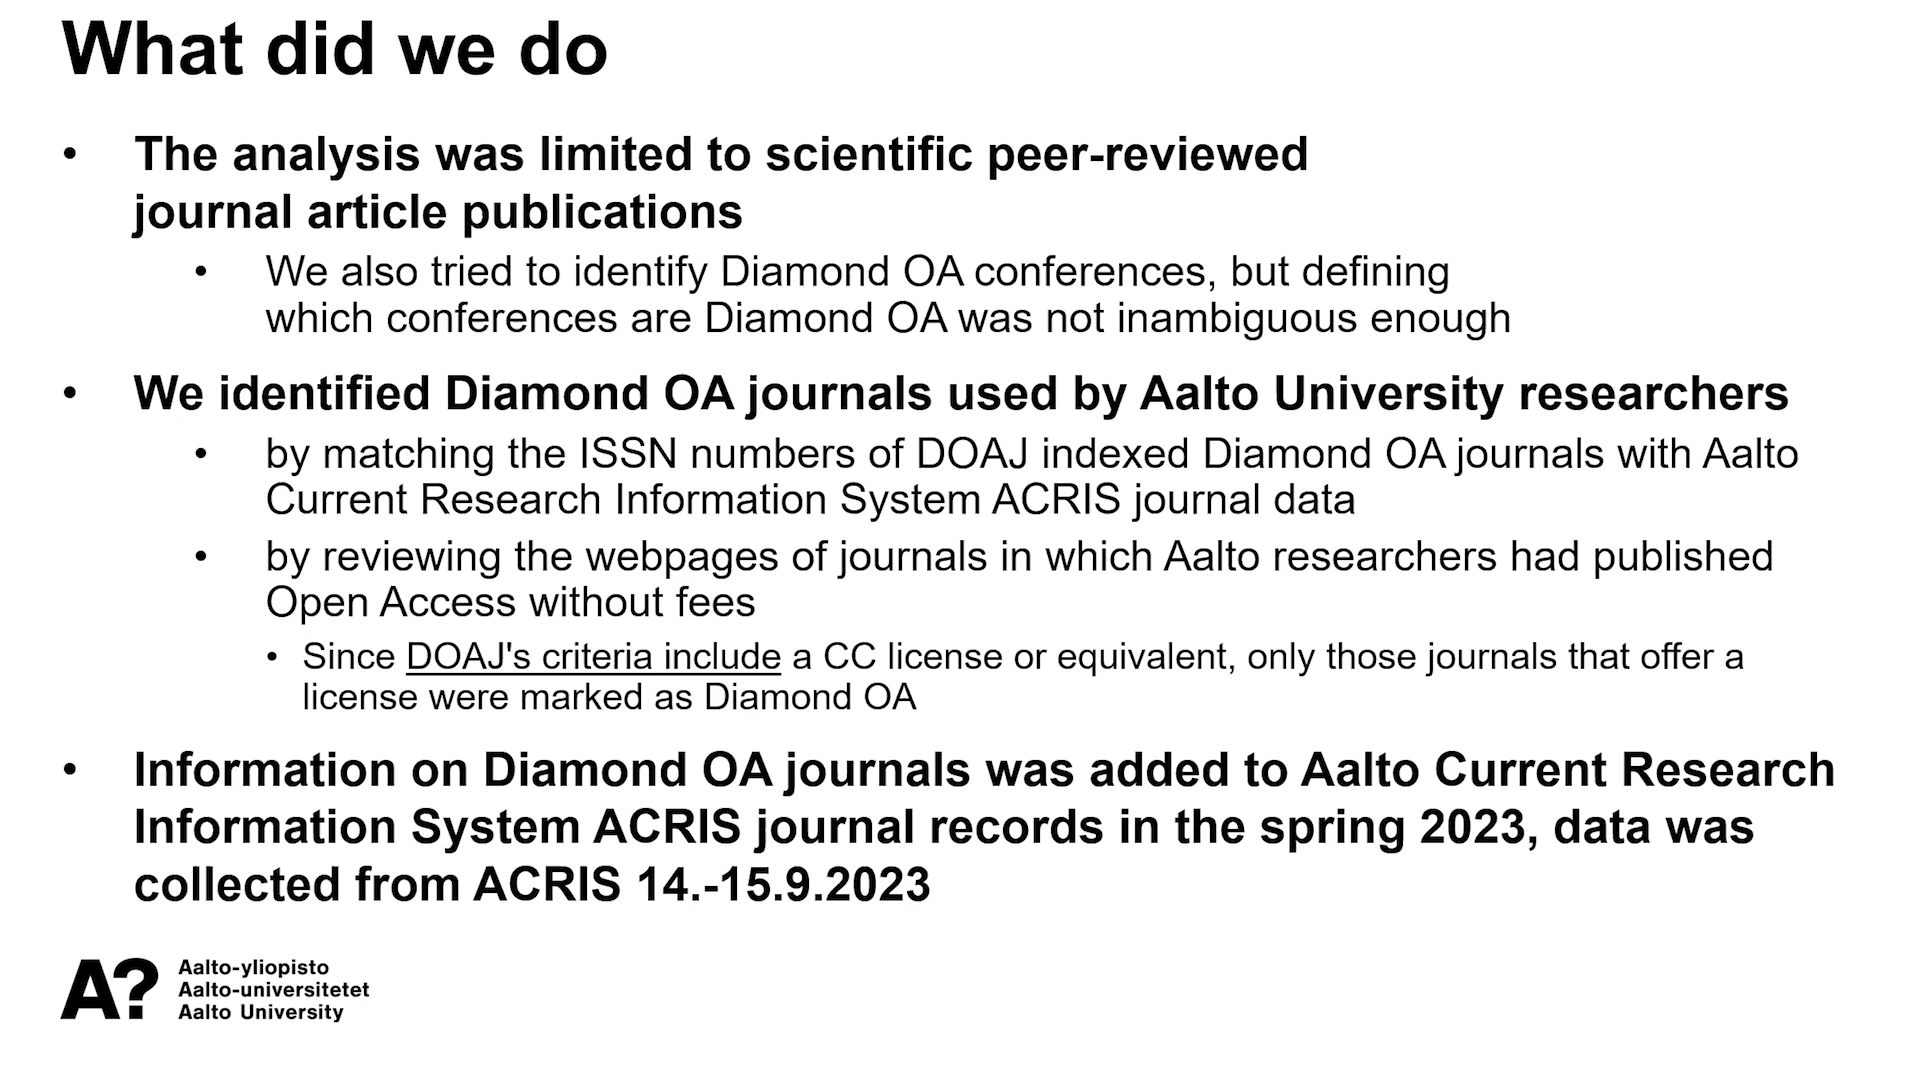 What did we do
• The analysis was limited to scientific peer-reviewed
journal article publications
• We also tried to identify Diamond OA conferences, but defining
which conferences are Diamond OA was not inambiguous enough
• We identified Diamond OA journals used by Aalto University researchers
• by matching the ISSN numbers of DOAJ indexed Diamond OA journals with Aalto
Current Research Information System ACRIS journal data
• by reviewing the webpages of journals in which Aalto researchers had published
Open Access without fees
• Since DOAJ's criteria include a CC license or equivalent, only those journals that offer a
license were marked as Diamond OA
• Information on Diamond OA journals was added to Aalto Current Research
Information System ACRIS journal records in the spring 2023, data was
collected from ACRIS 14.-15.9.2023
A?
Aalto-yliopisto
Aalto-universitetet
Aalto University